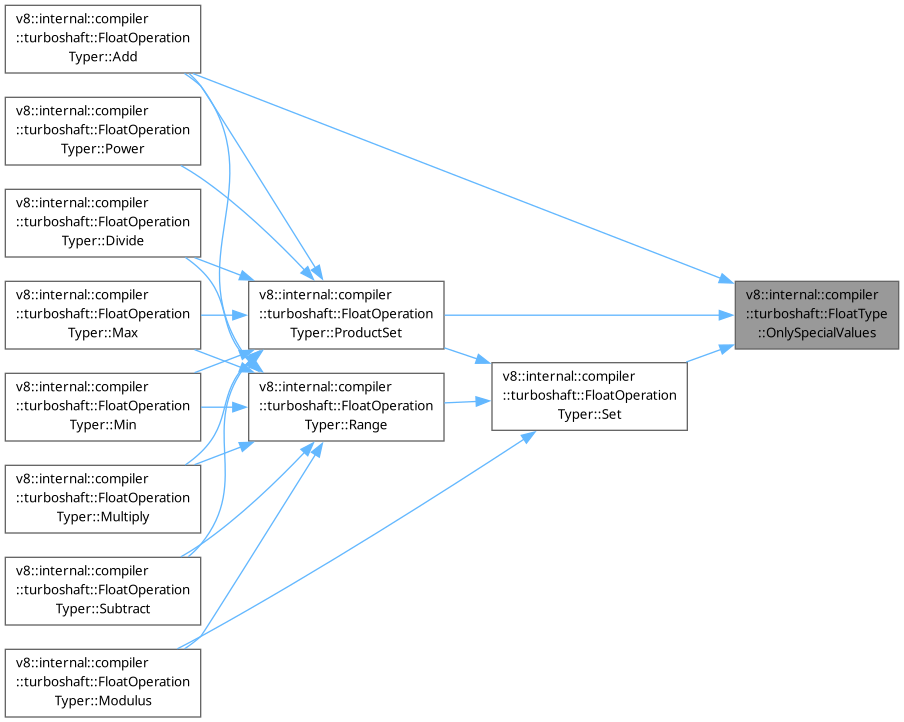 v8::internal::compiler
::turboshaft::FloatOperation
Typer::Add
v8::internal::compiler
::turboshaft::FloatOperation
Typer::Power
v8::internal::compiler
::turboshaft::FloatOperation
Typer::Divide
v8::internal::compiler
::turboshaft::FloatOperation
Typer::Max
v8::internal::compiler
::turboshaft::FloatOperation
Typer::Min
v8::internal::compiler
::turboshaft::FloatOperation
Typer::Multiply
v8::internal::compiler
::turboshaft::FloatOperation
Typer::Subtract
v8::internal::compiler
::turboshaft::FloatOperation
Typer::Modulus
v8::internal::compiler
::turboshaft::FloatOperation
Typer::ProductSet
v8::internal::compiler
::turboshaft::FloatOperation
Typer::Range
v8::internal::compiler
::turboshaft::FloatOperation
Typer::Set
v8::internal::compiler
::turboshaft::FloatType
::OnlySpecialValues